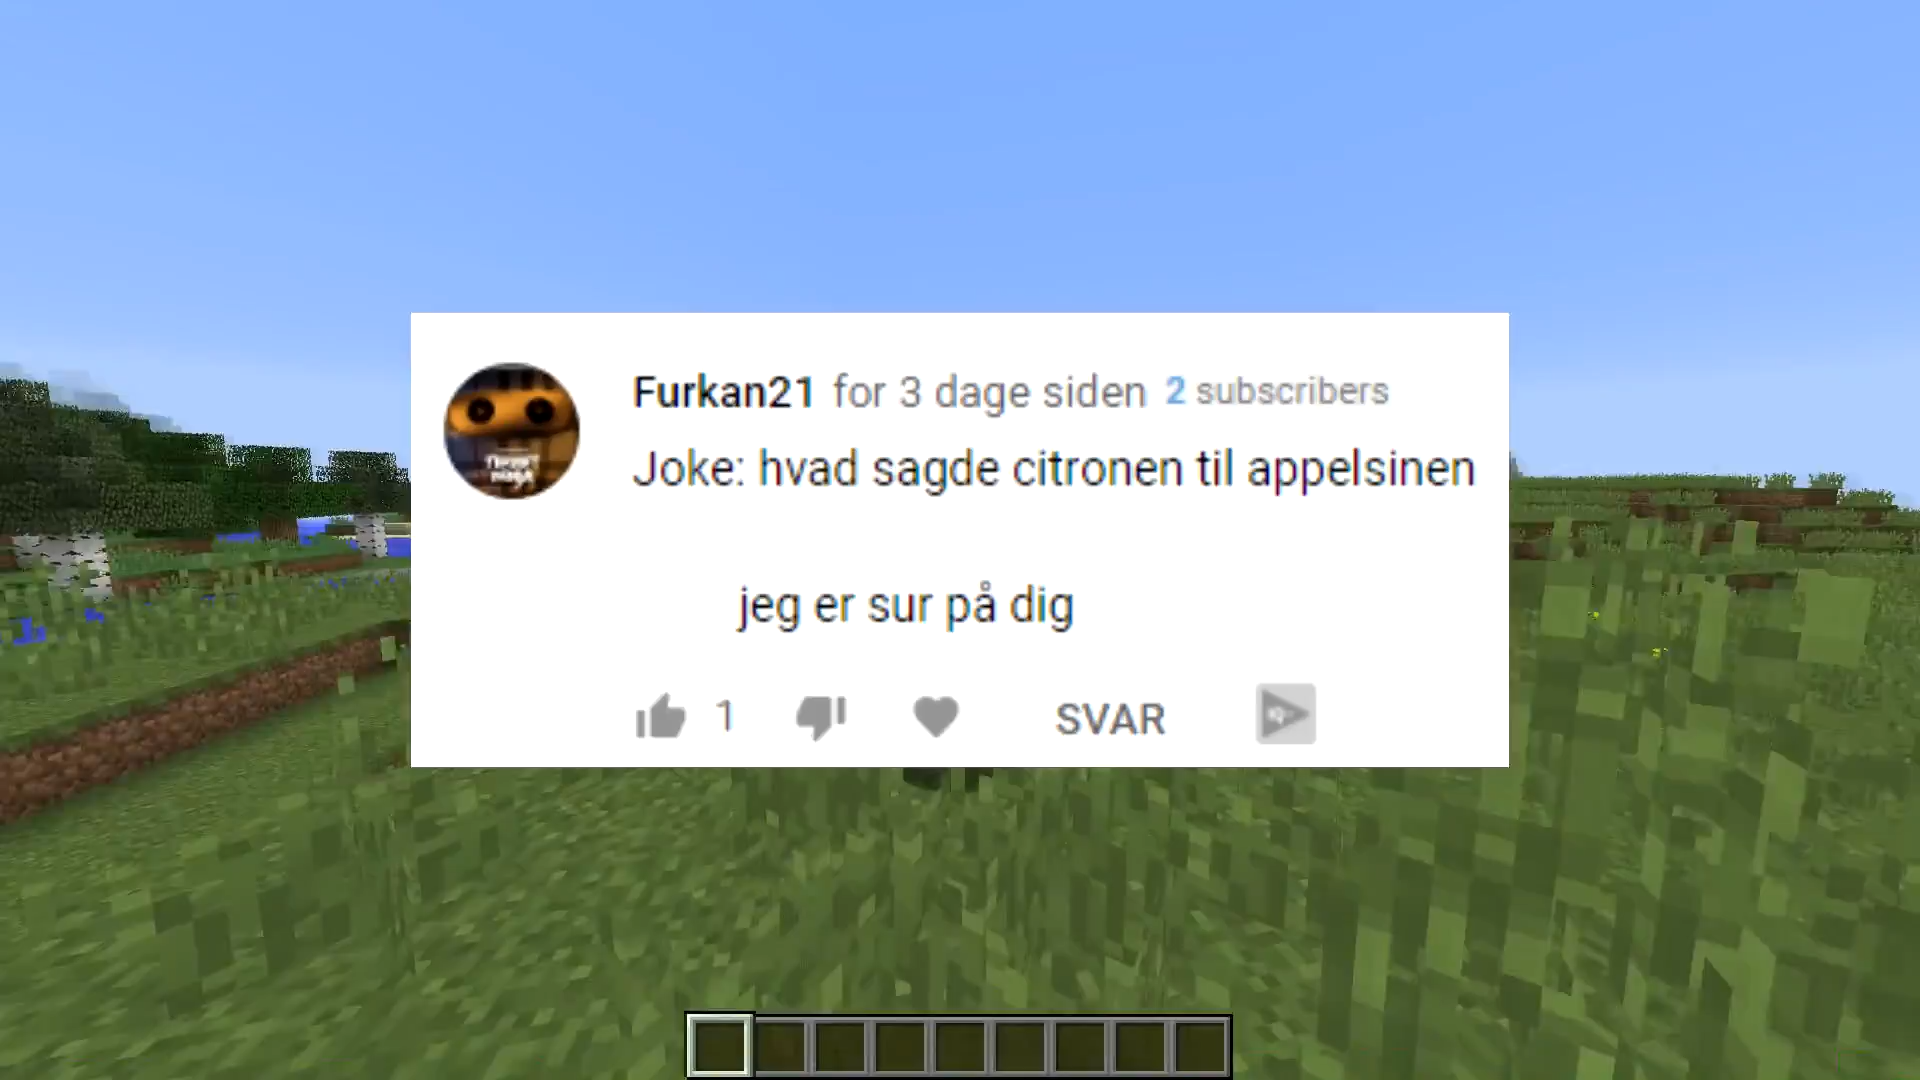 Furkan21 for 3 dage siden 2 subscribers
Joke: hvad sagde citronen til appelsinen
jeg er sur på dig
1 SVAR